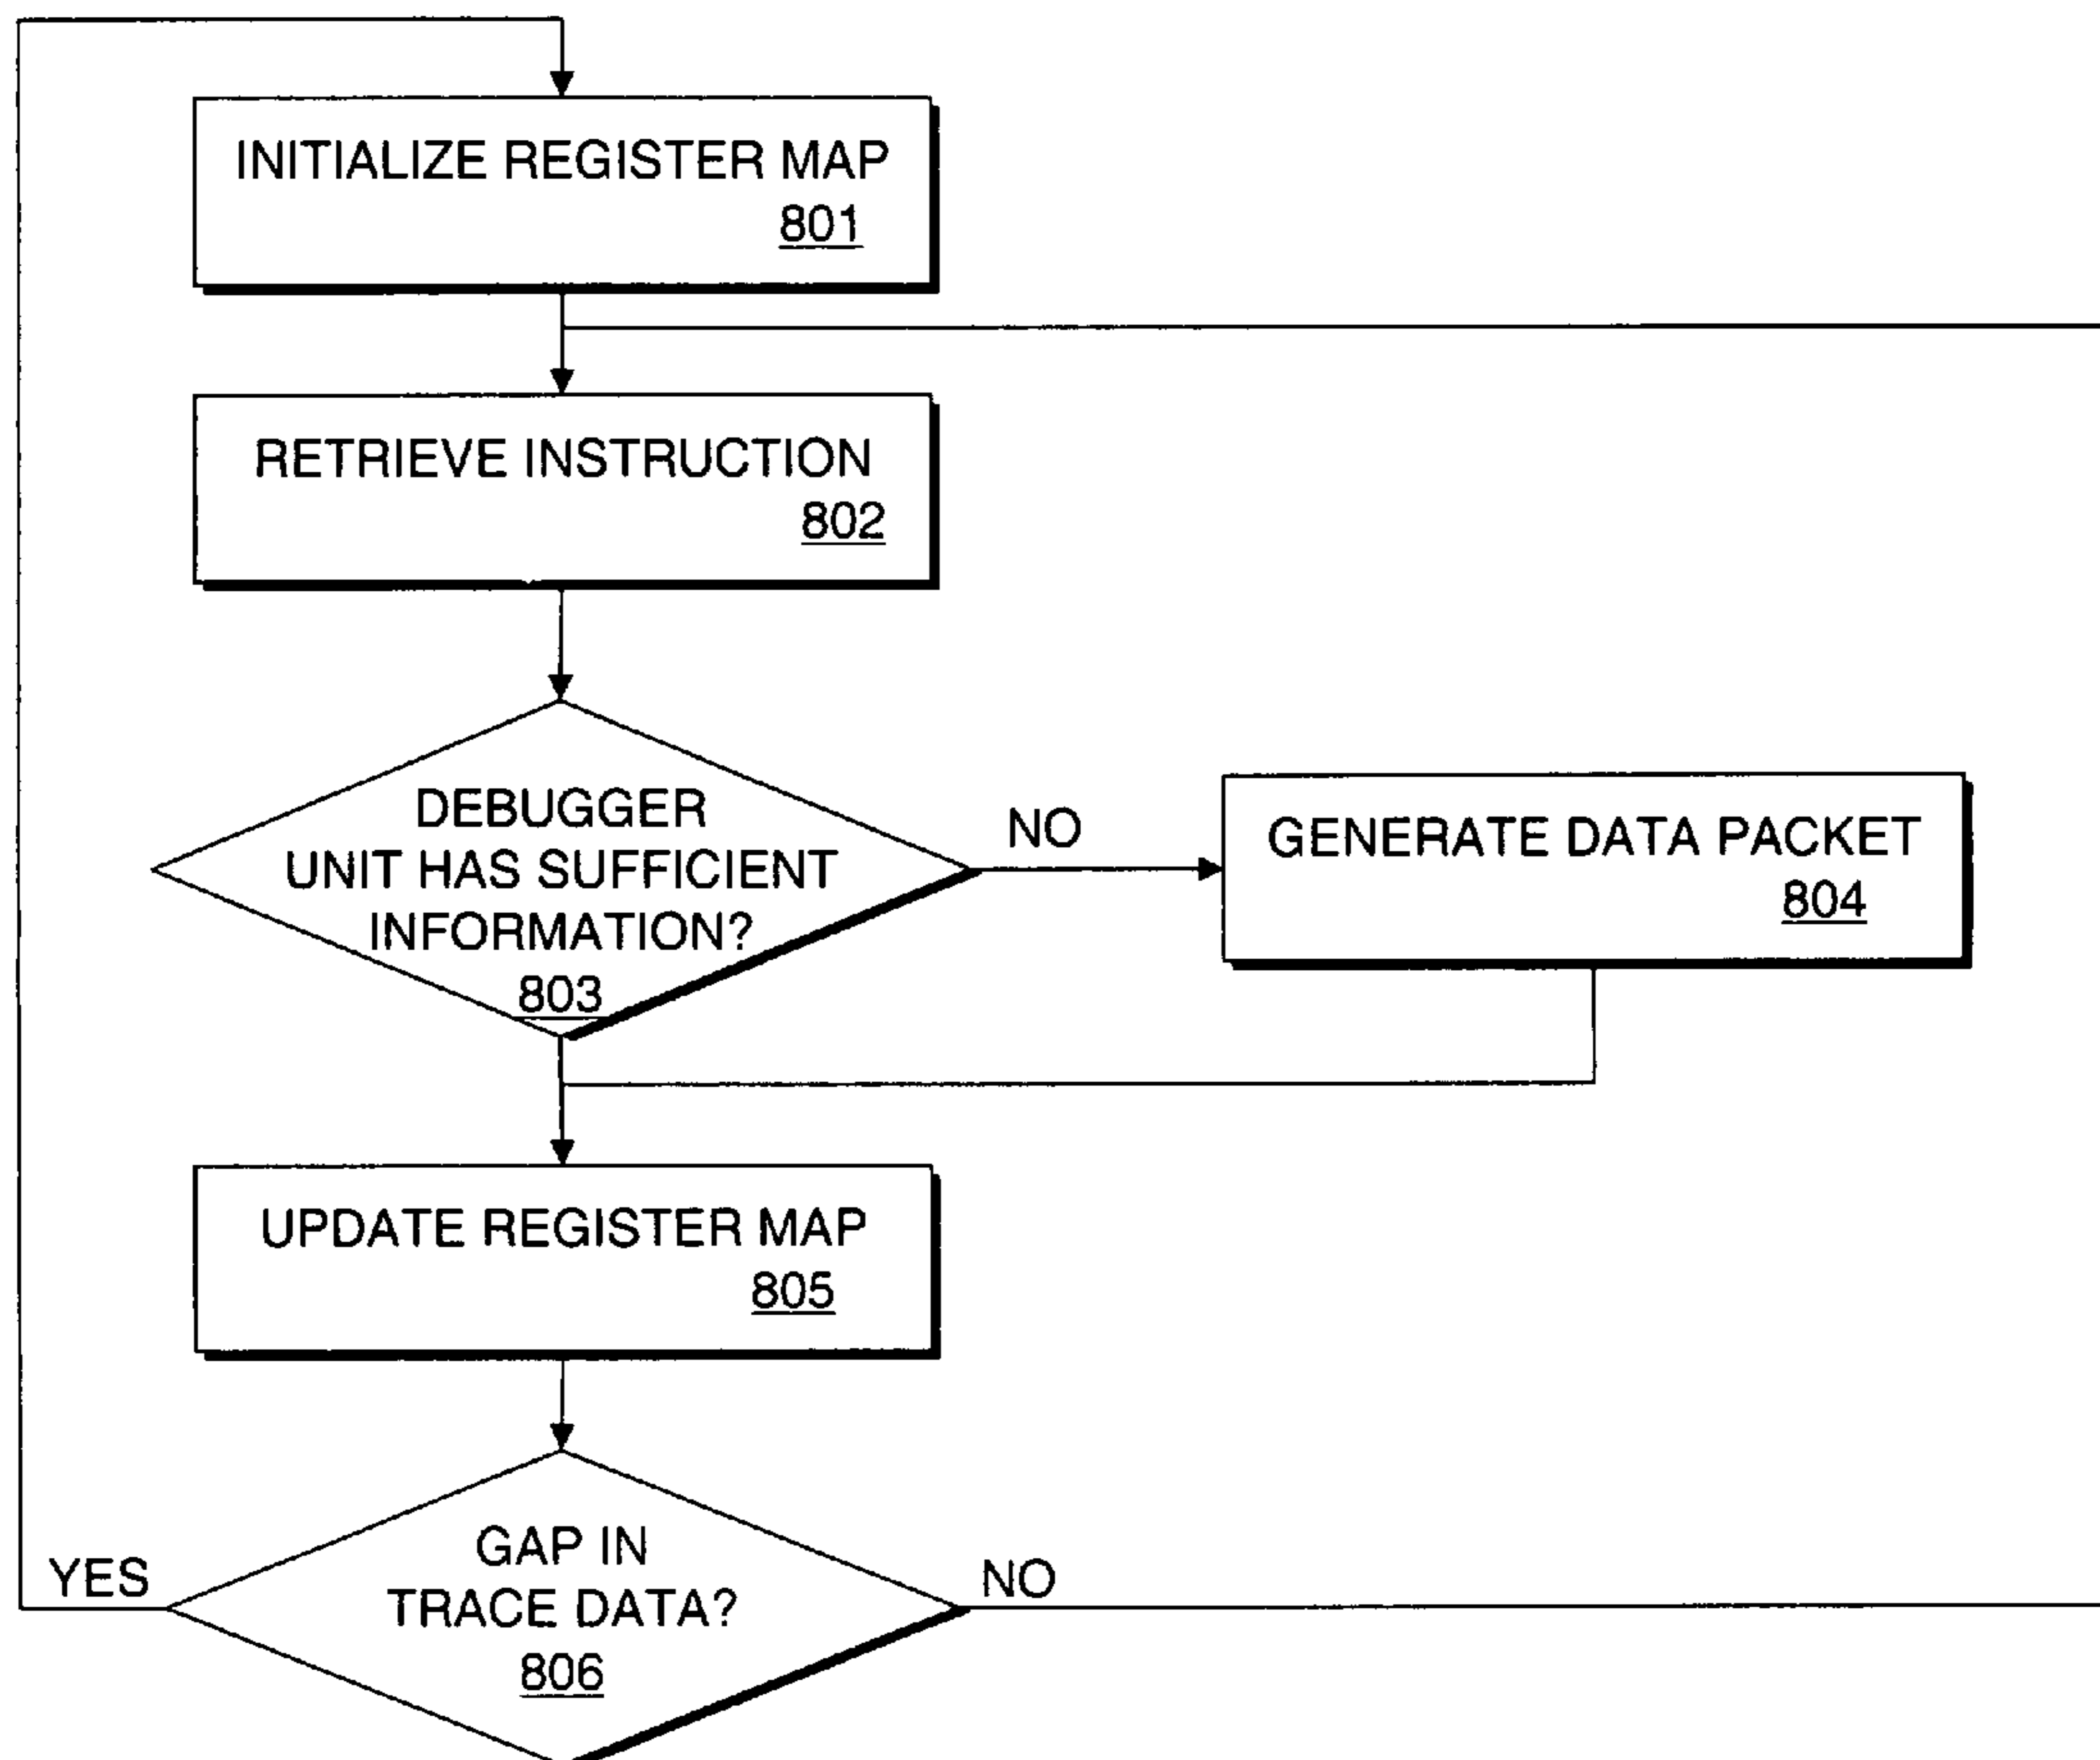 INITIALIZE REGISTER MAP
801
RETRIEVE INSTRUCTION
802
DEBUGGER
UNIT HAS SUFFICIENT
INFORMATION?
803
NO
GENERATE DATA PACKET
804
UPDATE REGISTER MAP
805
GAP IN
TRACE DATA?
806
YES
NO